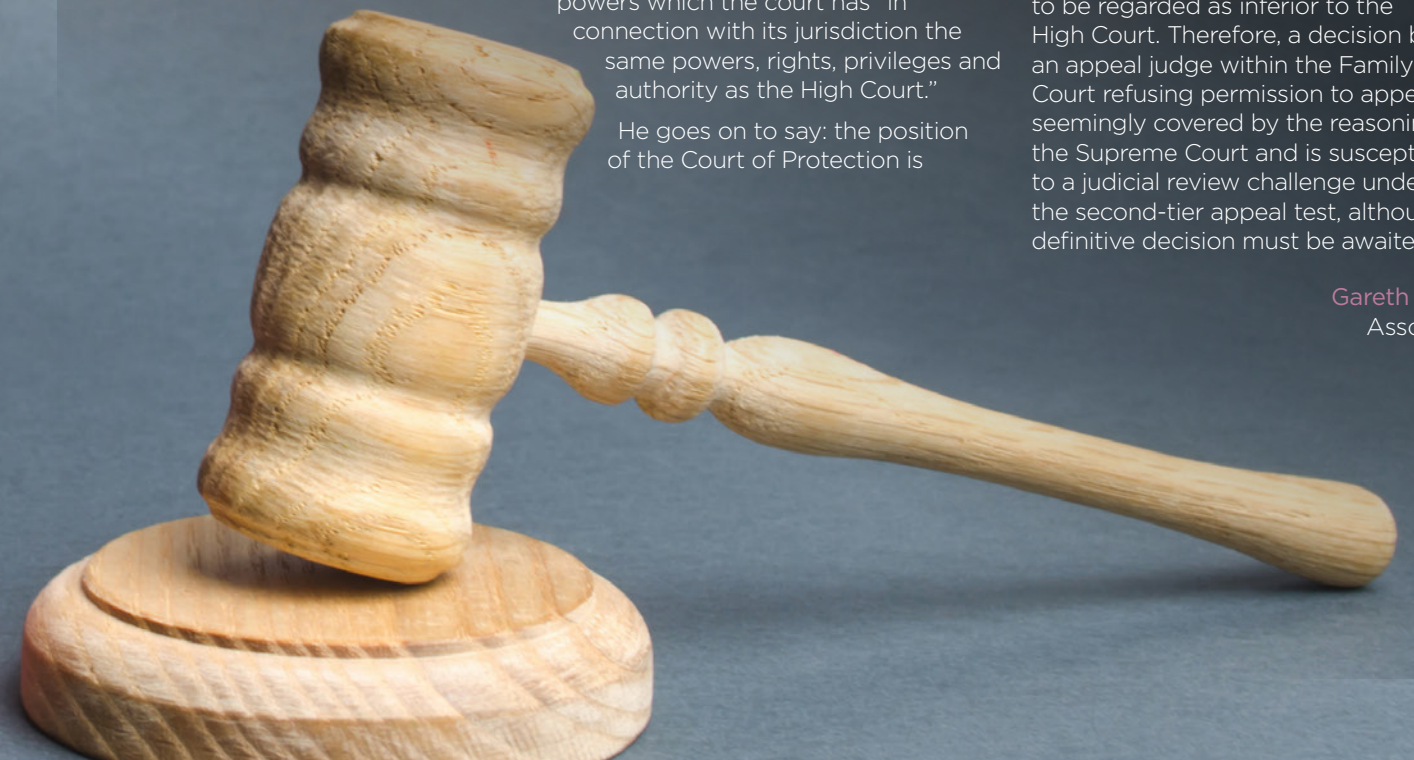 powers which the court has “in
connection with its jurisdiction the
same powers, rights, privileges and
authority as the High Court.”
He goes on to say: the position
of the Court of Protection is
to be regarded as inferior to the
High Court. Therefore, a decision
an appeal judge within the Family
Court refusing permission to
seemingly covered by the
the Supreme Court and is
to a judicial review challenge
the second-tier appeal test,
definitive decision must be
Gareth